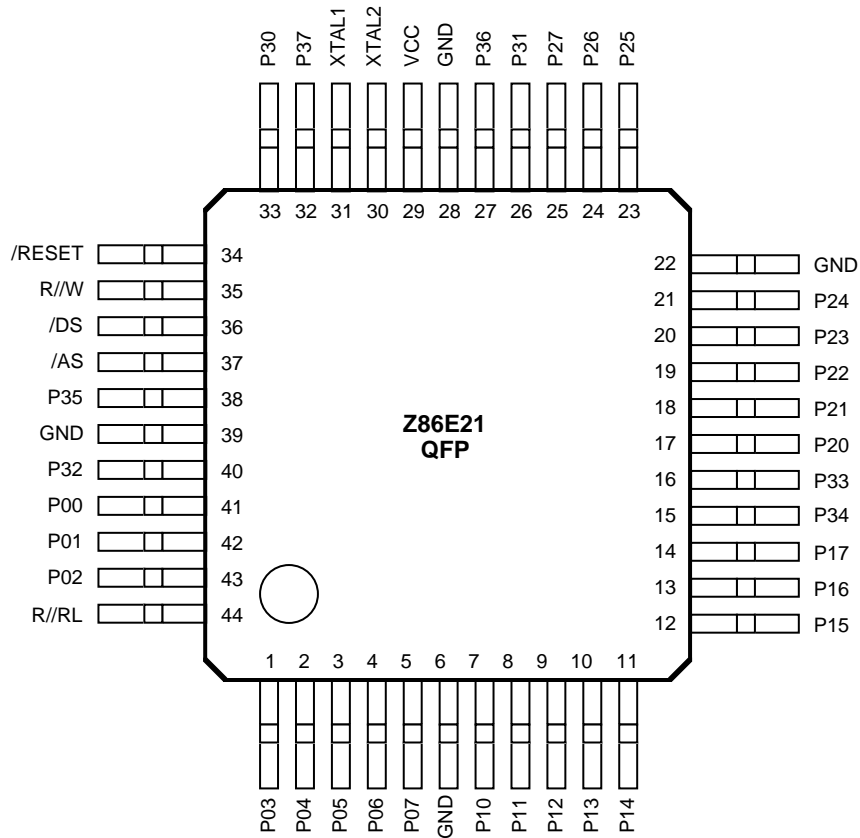 P30 P37 XTAL1 XTAL2 VCC GND P36 P31 P27 P26 P25
33 32 31 30 29 28 27 26 25 24 23
/RESET 34
R//W 35
/DS 36
/AS 37
P35 38
GND 39
P32 40
P00 41
P01 42
P02 43
R//RL 44
Z86E21
QFP
22 GND
21 P24
20 P23
19 P22
18 P21
17 P20
16 P33
15 P34
14 P17
13 P16
12 P15
1 2 3 4 5 6 7 8 9 10 11
P03 P04 P05 P06 P07 GND P10 P11 P12 P13 P14